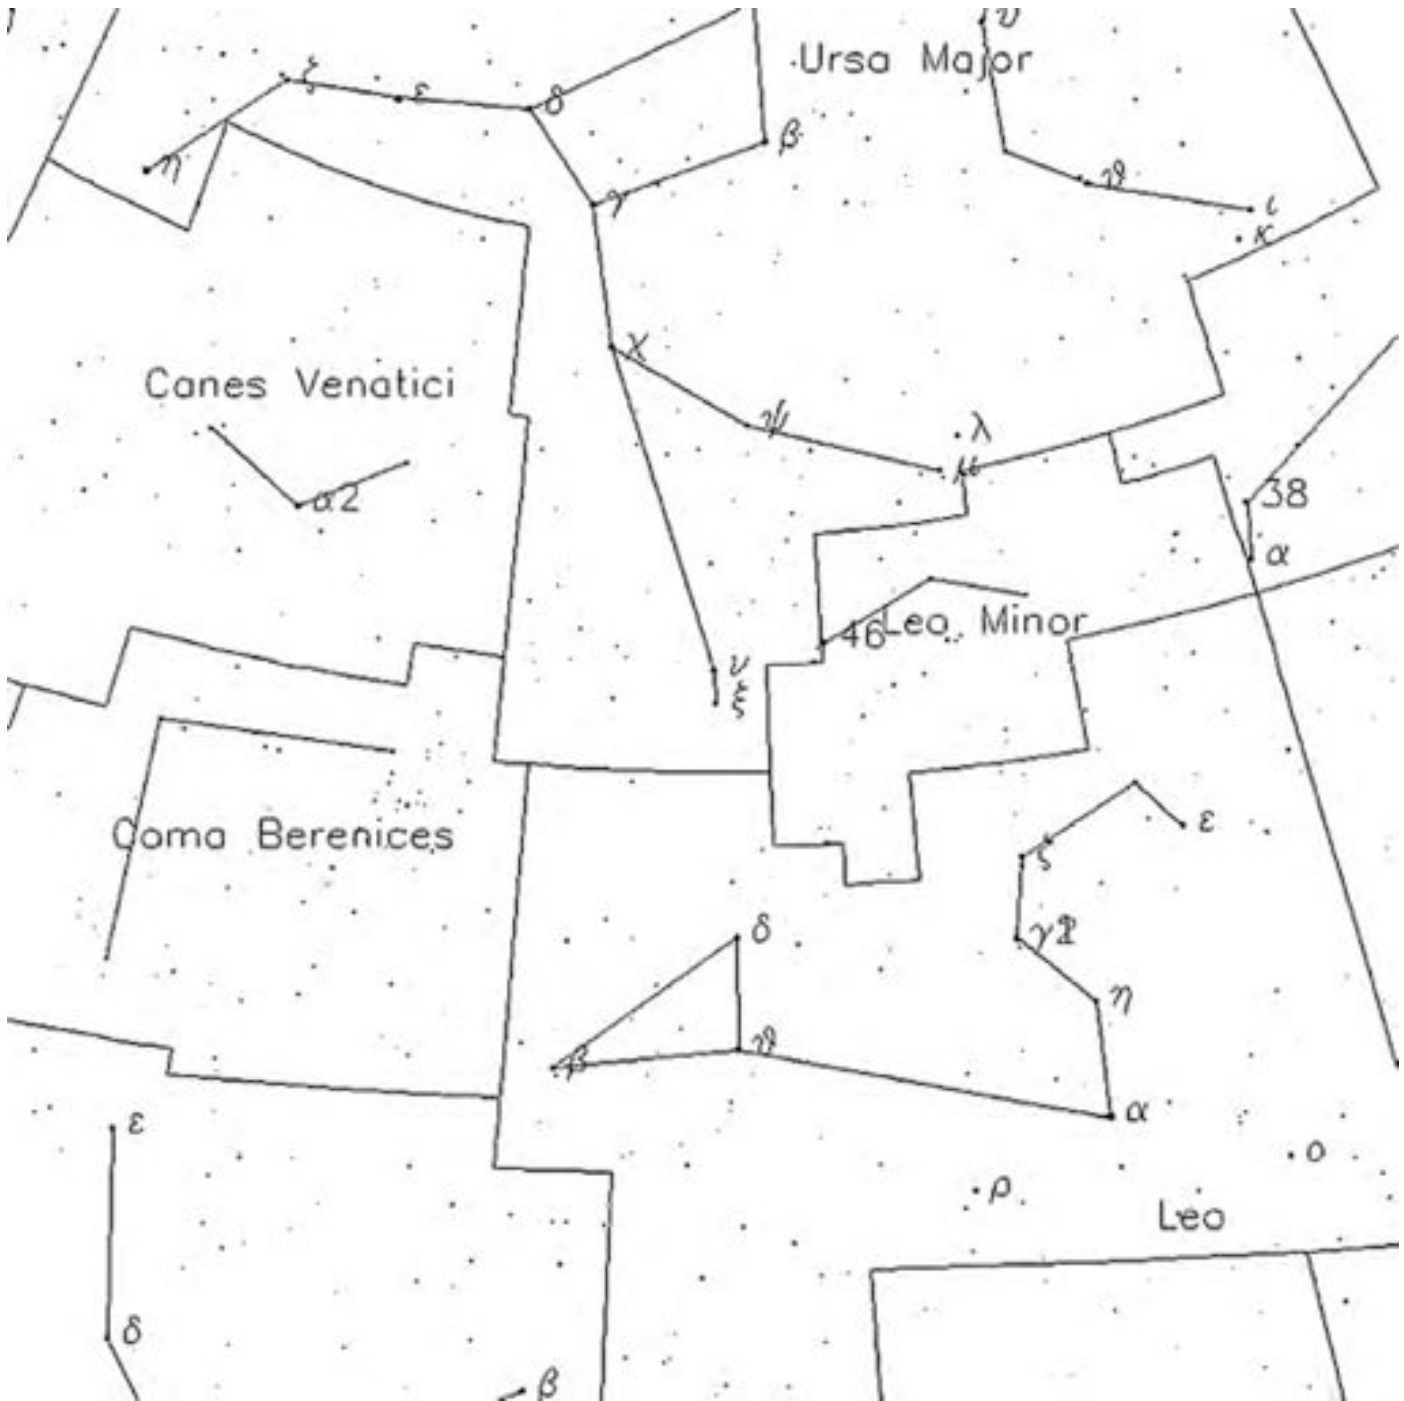 υ
Ursa Major
ζ
ε
δ
β
η
ϑ
γ
ι
κ
χ
Canes Venatici
ψ
λ
μ
α2
38
α
46
Leo Minor
ν
ξ
ε
Coma Berenices
ζ
δ
γ
η
ϑ
β
α
ε
ο
ρ
Leo
δ
β